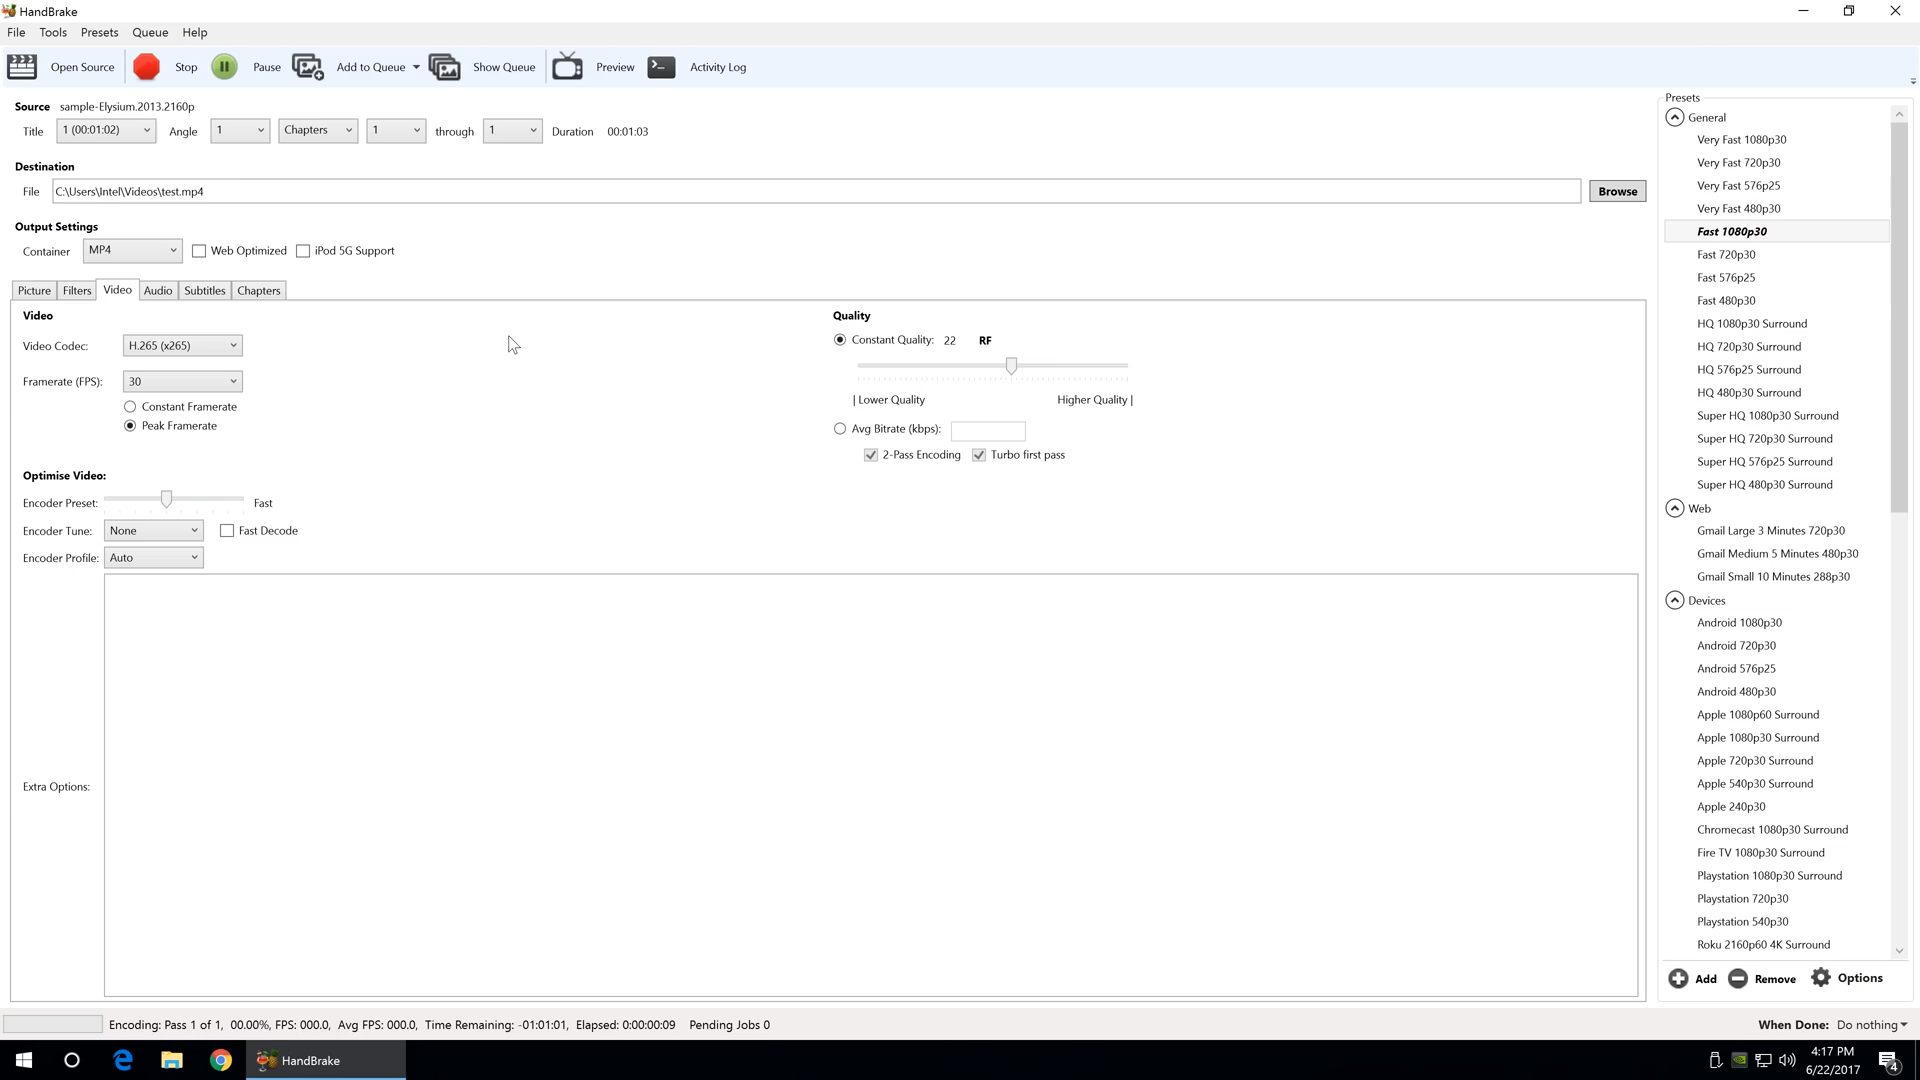 HandBrake
File Tools Presets Queue Help
Open Source Stop Pause Add to Queue Show Queue Preview Activity Log
Source sample-Elysium.2013.2160p
Title 1 (00:01:02) Angle 1 Chapters 1 through 1 Duration 00:01:03
Destination
File C:\Users\Intel\Videos\test.mp4 Browse
Output Settings
Container MP4 Web Optimized iPod 5G Support
Picture Filters Video Audio Subtitles Chapters
Video
Video Codec: H.265 (x265)
Framerate (FPS): 30
Constant Framerate
Peak Framerate
Quality
Constant Quality: 22 RF
| Lower Quality Higher Quality |
Avg Bitrate (kbps):
2-Pass Encoding Turbo first pass
Optimise Video:
Encoder Preset: Fast
Encoder Tune: None Fast Decode
Encoder Profile: Auto
Extra Options:
Presets
General
Very Fast 1080p30
Very Fast 720p30
Very Fast 576p25
Very Fast 480p30
Fast 1080p30
Fast 720p30
Fast 576p25
Fast 480p30
HQ 1080p30 Surround
HQ 720p30 Surround
HQ 576p25 Surround
HQ 480p30 Surround
Super HQ 1080p30 Surround
Super HQ 720p30 Surround
Super HQ 576p25 Surround
Super HQ 480p30 Surround
Web
Gmail Large 3 Minutes 720p30
Gmail Medium 5 Minutes 480p30
Gmail Small 10 Minutes 288p30
Devices
Android 1080p30
Android 720p30
Android 576p25
Android 480p30
Apple 1080p60 Surround
Apple 1080p30 Surround
Apple 720p30 Surround
Apple 540p30 Surround
Apple 240p30
Chromecast 1080p30 Surround
Fire TV 1080p30 Surround
Playstation 1080p30 Surround
Playstation 720p30
Playstation 540p30
Roku 2160p60 4K Surround
Add Remove Options
Encoding: Pass 1 of 1, 00.00%, FPS: 000.0, Avg FPS: 000.0, Time Remaining: -01:01:01, Elapsed: 0:00:00:09 Pending Jobs 0
When Done: Do nothing
HandBrake
4:17 PM
6/22/2017
4